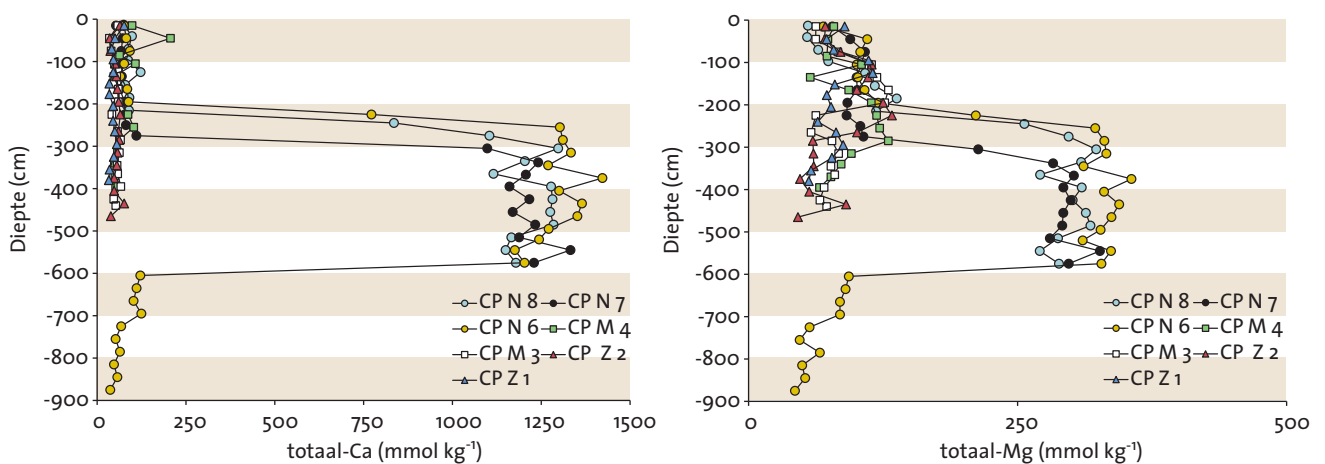 0
-100
-200
-300
-400
-500
-600
-700
-800
-900
Diepte (cm)
0 250 500 750 1000 1250 1500
totaal-Ca (mmol kg⁻¹)
CP N 8 CP N 7
CP N 6 CP M 4
CP M 3 CP Z 2
CP Z 1
0
-100
-200
-300
-400
-500
-600
-700
-800
-900
Diepte (cm)
0 250 500
totaal-Mg (mmol kg⁻¹)
CP N 8 CP N 7
CP N 6 CP M 4
CP M 3 CP Z 2
CP Z 1